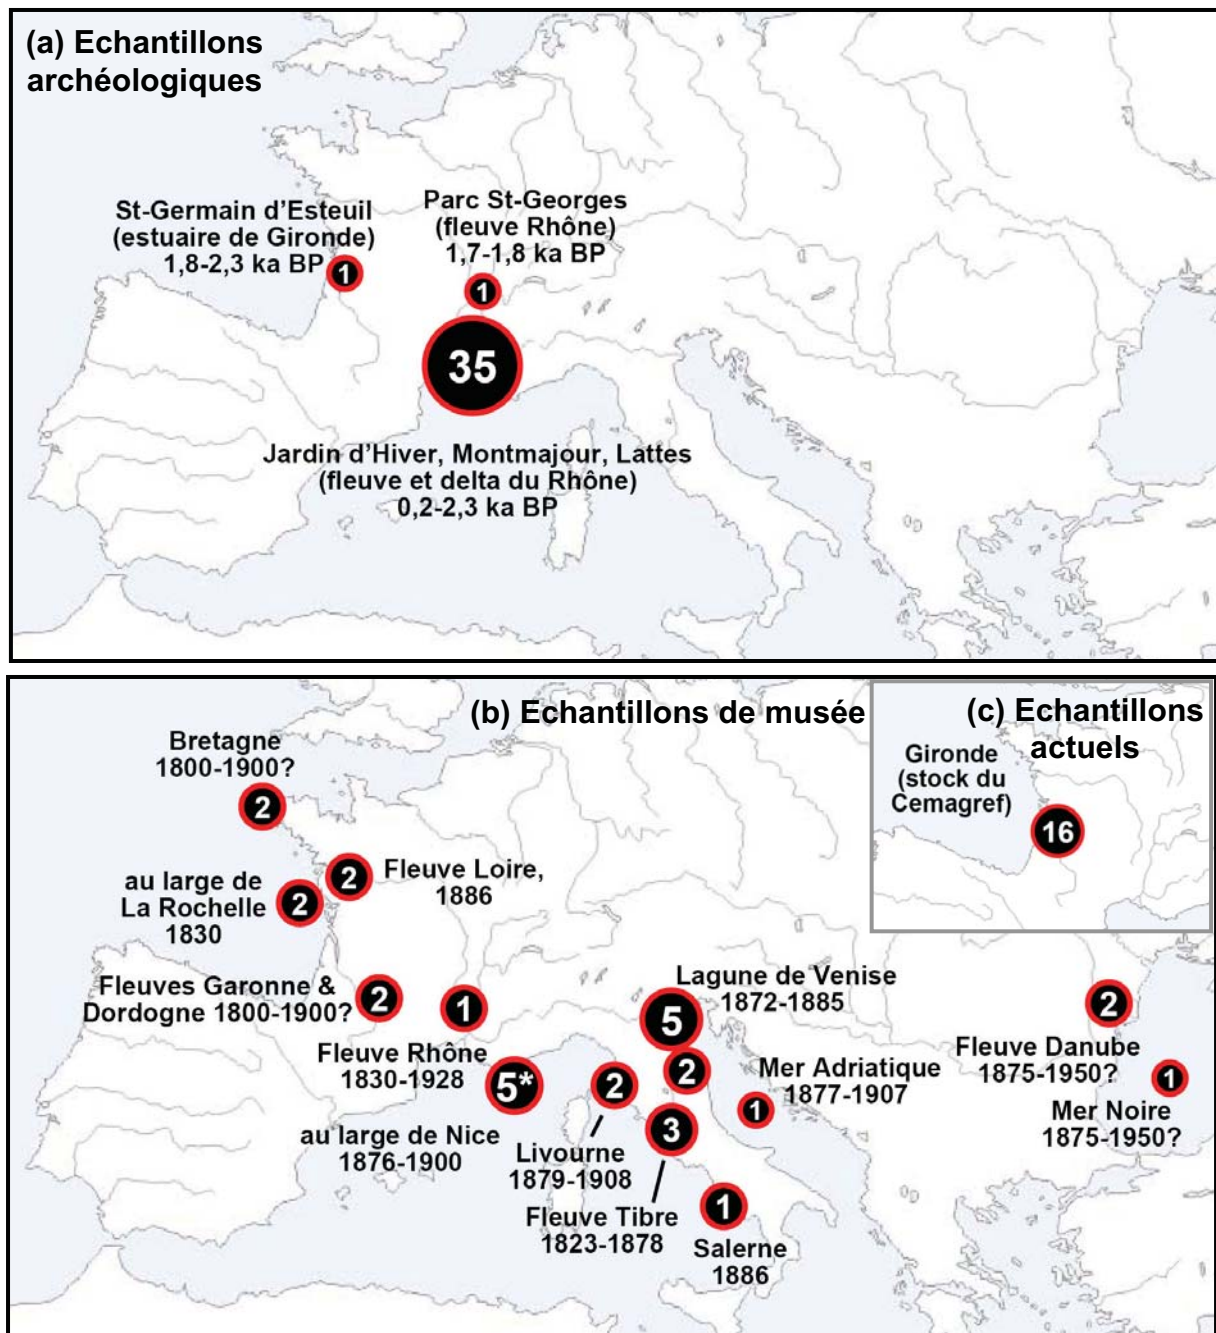 (a) Echantillons
archéologiques
St-Germain d'Esteuil
(estuaire de Gironde)
1,8-2,3 ka BP
1
Parc St-Georges
(fleuve Rhône)
1,7-1,8 ka BP
1
35
Jardin d'Hiver, Montmajour, Lattes
(fleuve et delta du Rhône)
0,2-2,3 ka BP
(b) Echantillons de musée
(c) Echantillons
actuels
Gironde
(stock du
Cemagref)
16
Bretagne
1800-1900?
2
2
Fleuve Loire,
1886
au large de
La Rochelle
1830
2
Fleuves Garonne &
Dordogne 1800-1900?
2
1
Fleuve Rhône
1830-1928
5*
au large de Nice
1876-1900
2
Livourne
1879-1908
Lagune de Venise
1872-1885
5
2
Mer Adriatique
1877-1907
1
3
Fleuve Tibre
1823-1878
1
Salerne
1886
2
Fleuve Danube
1875-1950?
1
Mer Noire
1875-1950?